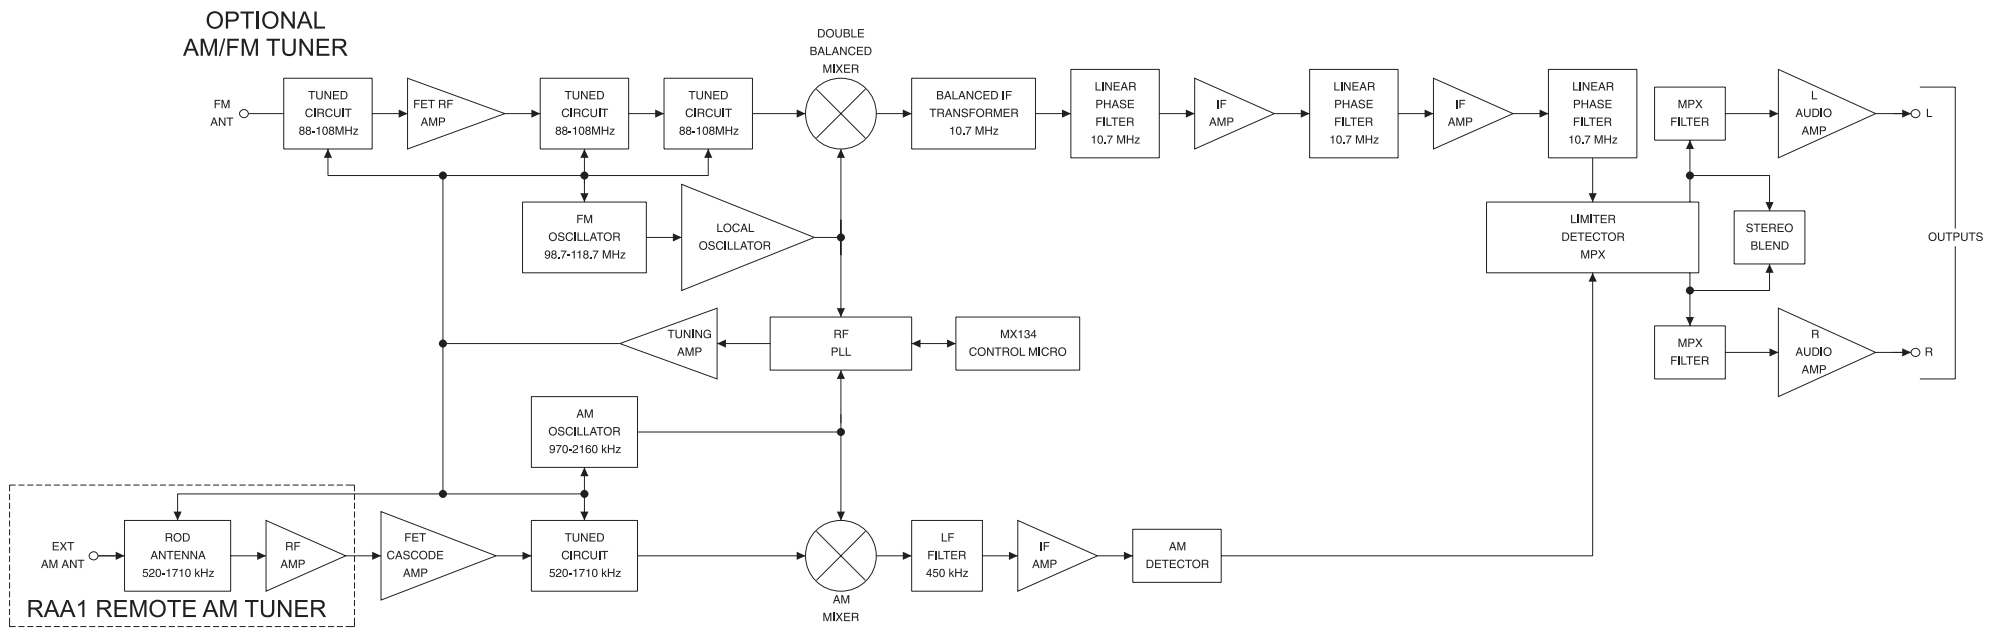 OPTIONAL
AM/FM TUNER
DOUBLE
BALANCED
MIXER
FM
ANT
TUNED
CIRCUIT
88-108MHz
FET RF
AMP
TUNED
CIRCUIT
88-108MHz
TUNED
CIRCUIT
88-108MHz
BALANCED IF
TRANSFORMER
10.7 MHz
LINEAR
PHASE
FILTER
10.7 MHz
IF
AMP
LINEAR
PHASE
FILTER
10.7 MHz
IF
AMP
LINEAR
PHASE
FILTER
10.7 MHz
MPX
FILTER
L
AUDIO
AMP
L
FM
OSCILLATOR
98.7-118.7 MHz
LOCAL
OSCILLATOR
LIMITER
DETECTOR
MPX
STEREO
BLEND
OUTPUTS
TUNING
AMP
RF
PLL
MX134
CONTROL MICRO
MPX
FILTER
R
AUDIO
AMP
R
AM
OSCILLATOR
970-2160 kHz
EXT
AM ANT
ROD
ANTENNA
520-1710 kHz
RF
AMP
FET
CASCODE
AMP
TUNED
CIRCUIT
520-1710 kHz
AM
MIXER
LF
FILTER
450 kHz
IF
AMP
AM
DETECTOR
RAA1 REMOTE AM TUNER